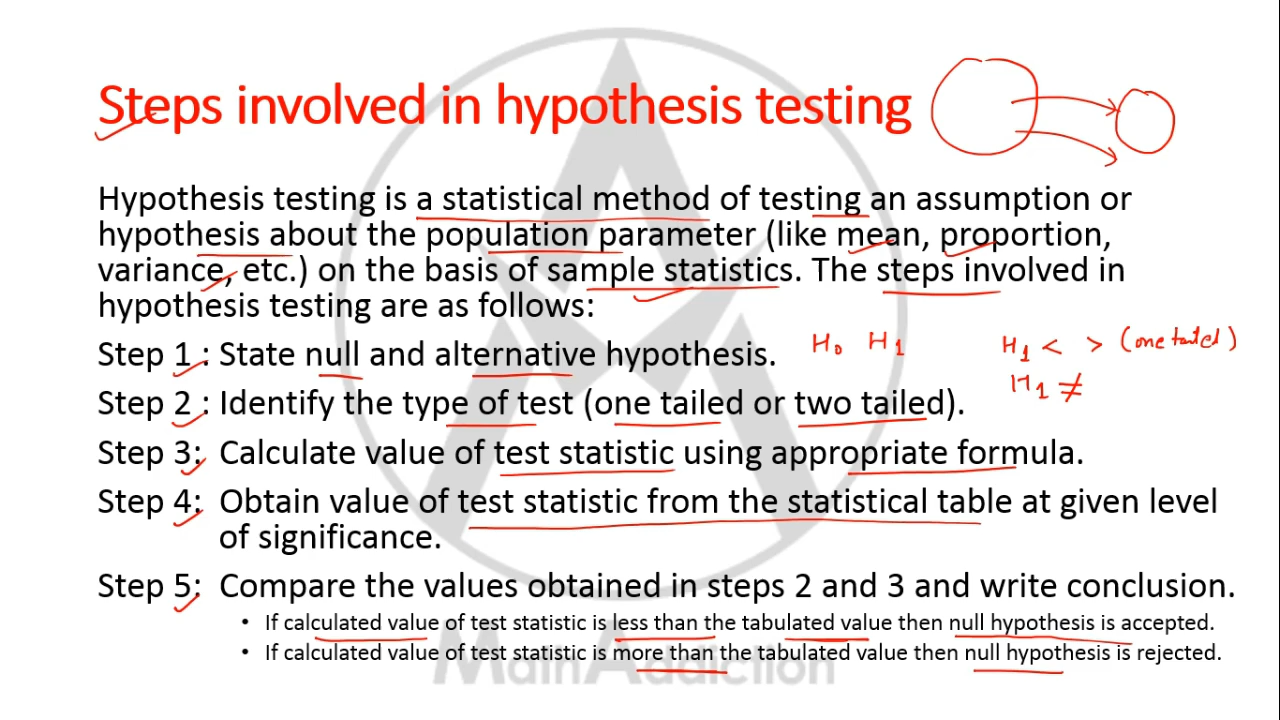 Steps involved in hypothesis testing
Hypothesis testing is a statistical method of testing an assumption or
hypothesis about the population parameter (like mean, proportion,
variance, etc.) on the basis of sample statistics. The steps involved in
hypothesis testing are as follows:
Step 1 : State null and alternative hypothesis. H₀ H₁ H₁ < > (one tailed)
H₁ ≠
Step 2 : Identify the type of test (one tailed or two tailed).
Step 3: Calculate value of test statistic using appropriate formula.
Step 4: Obtain value of test statistic from the statistical table at given level
of significance.
Step 5: Compare the values obtained in steps 2 and 3 and write conclusion.
• If calculated value of test statistic is less than the tabulated value then null hypothesis is accepted.
• If calculated value of test statistic is more than the tabulated value then null hypothesis is rejected.
MainAddiction